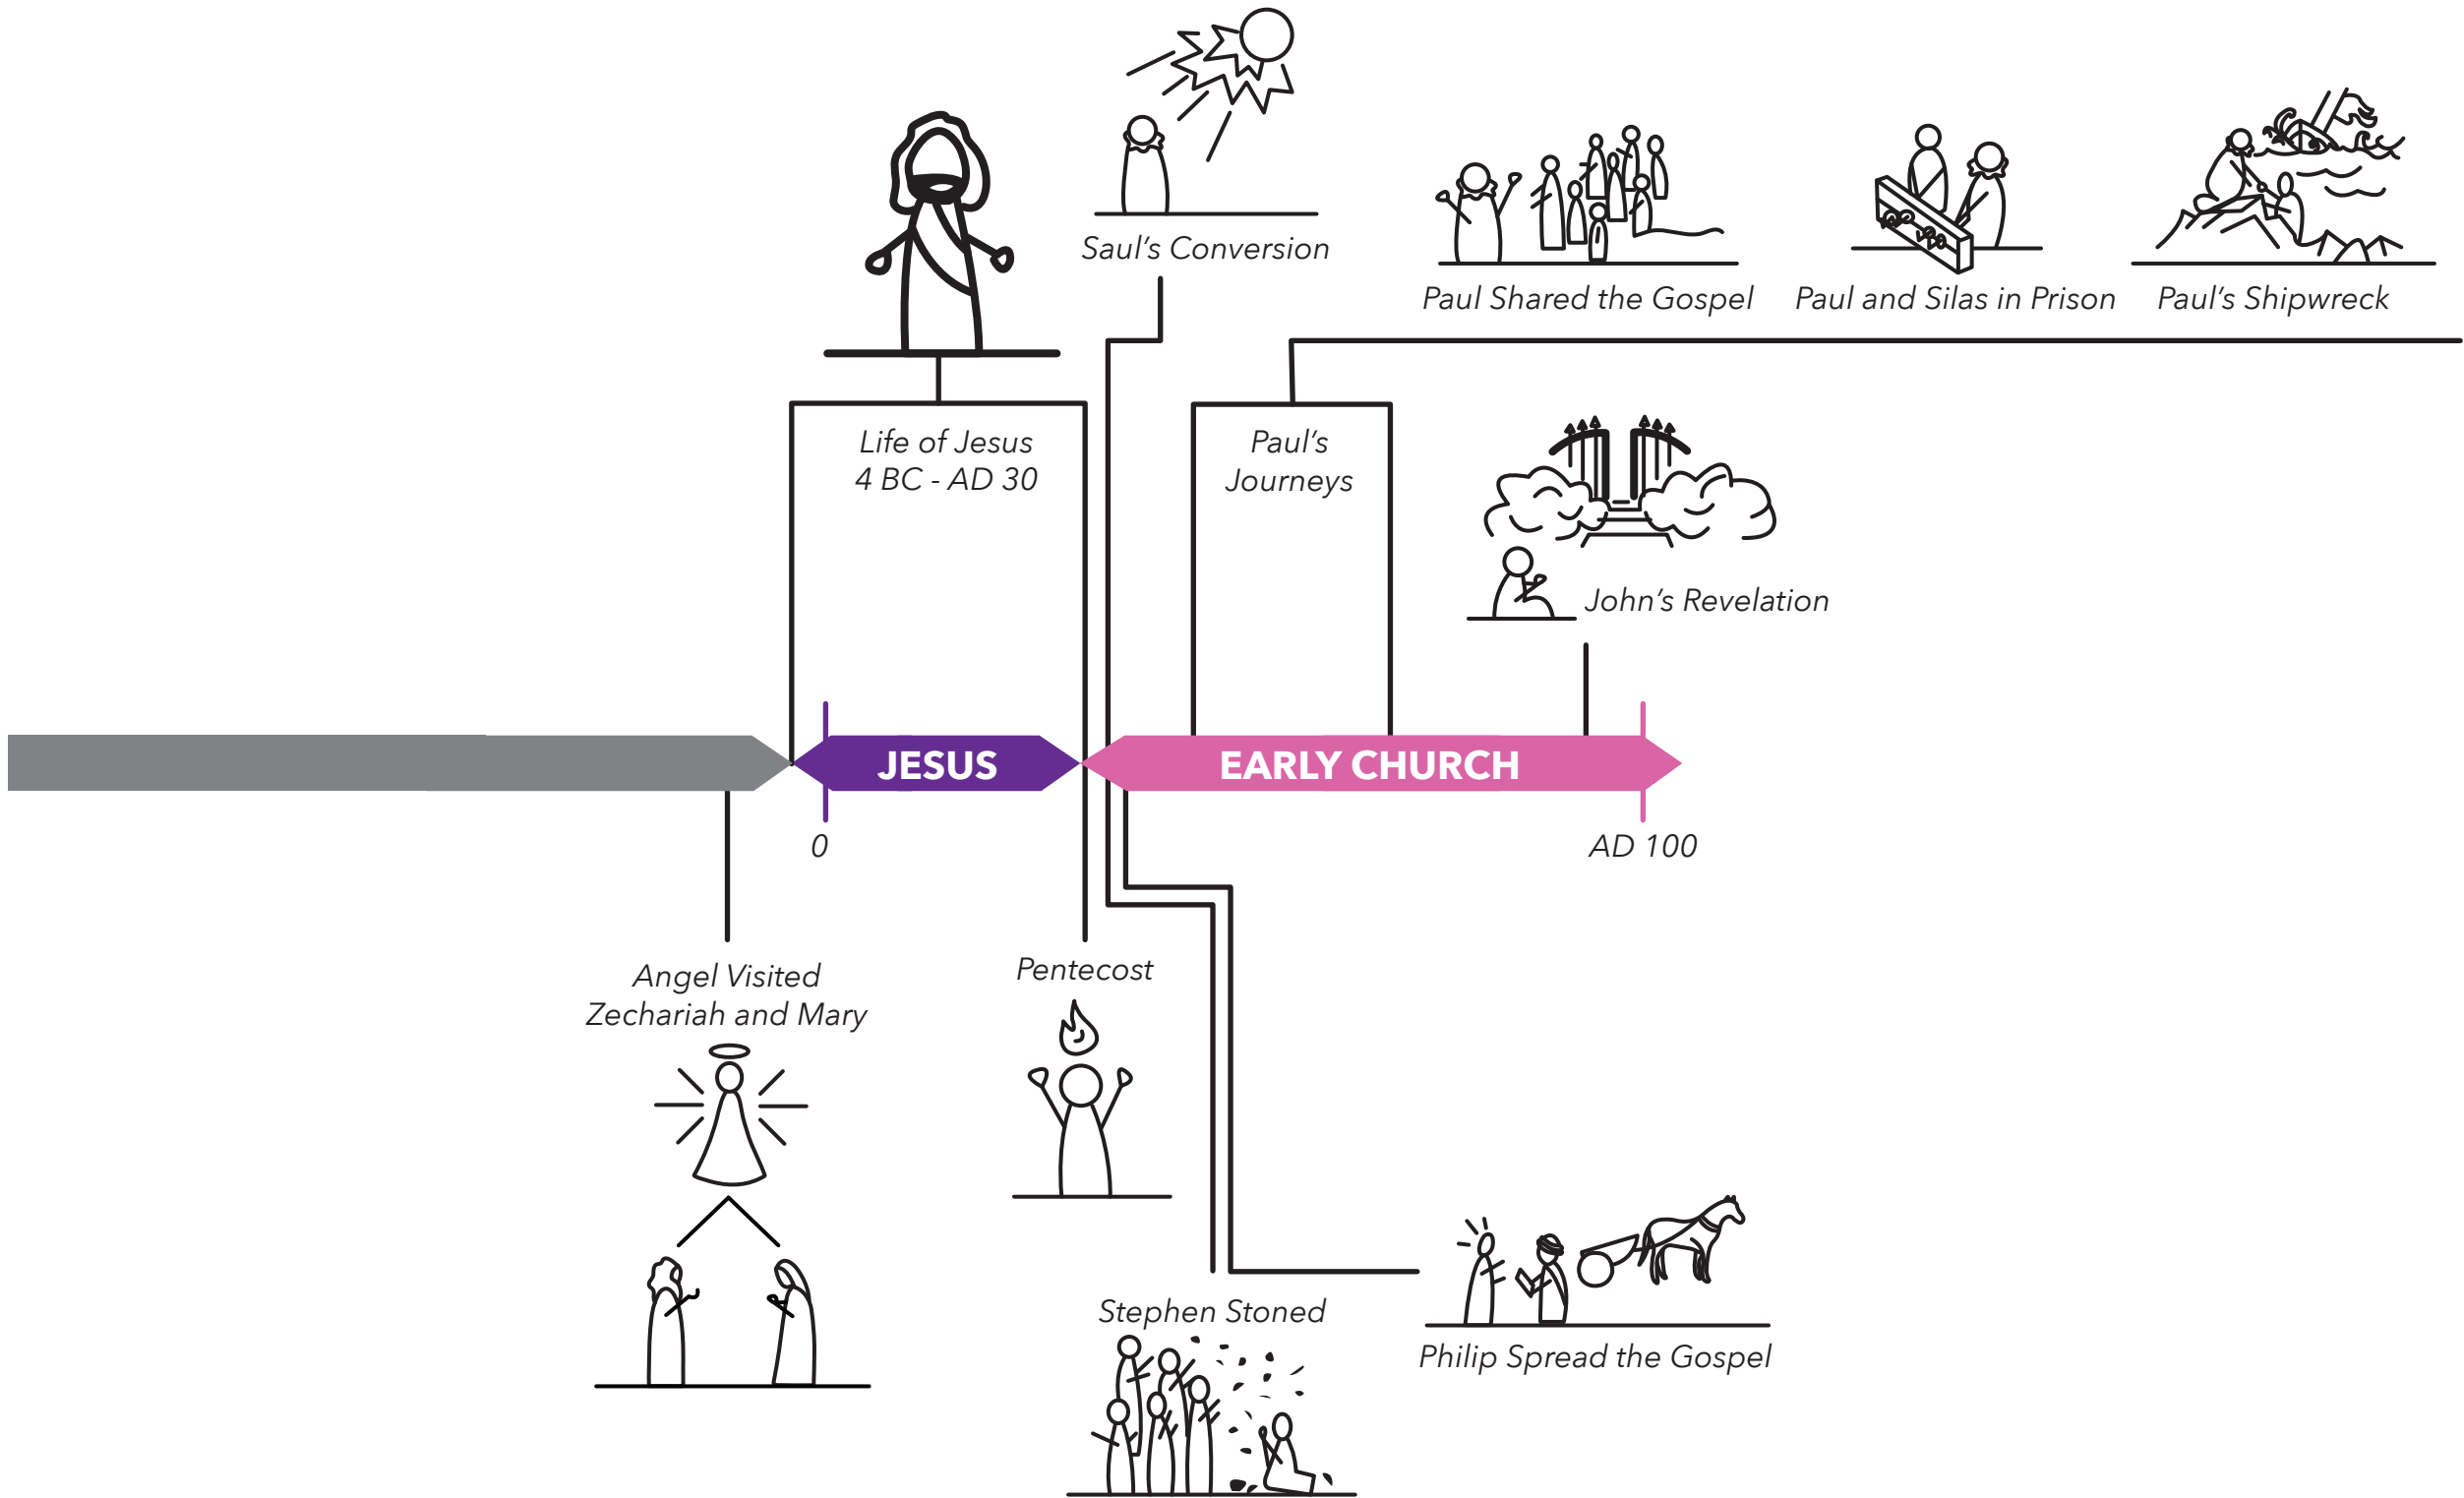 Saul's Conversion
Paul Shared the Gospel
Paul and Silas in Prison
Paul's Shipwreck
Life of Jesus
4 BC - AD 30
Paul's
Journeys
John's Revelation
JESUS
EARLY CHURCH
0
AD 100
Angel Visited
Zechariah and Mary
Pentecost
Stephen Stoned
Philip Spread the Gospel